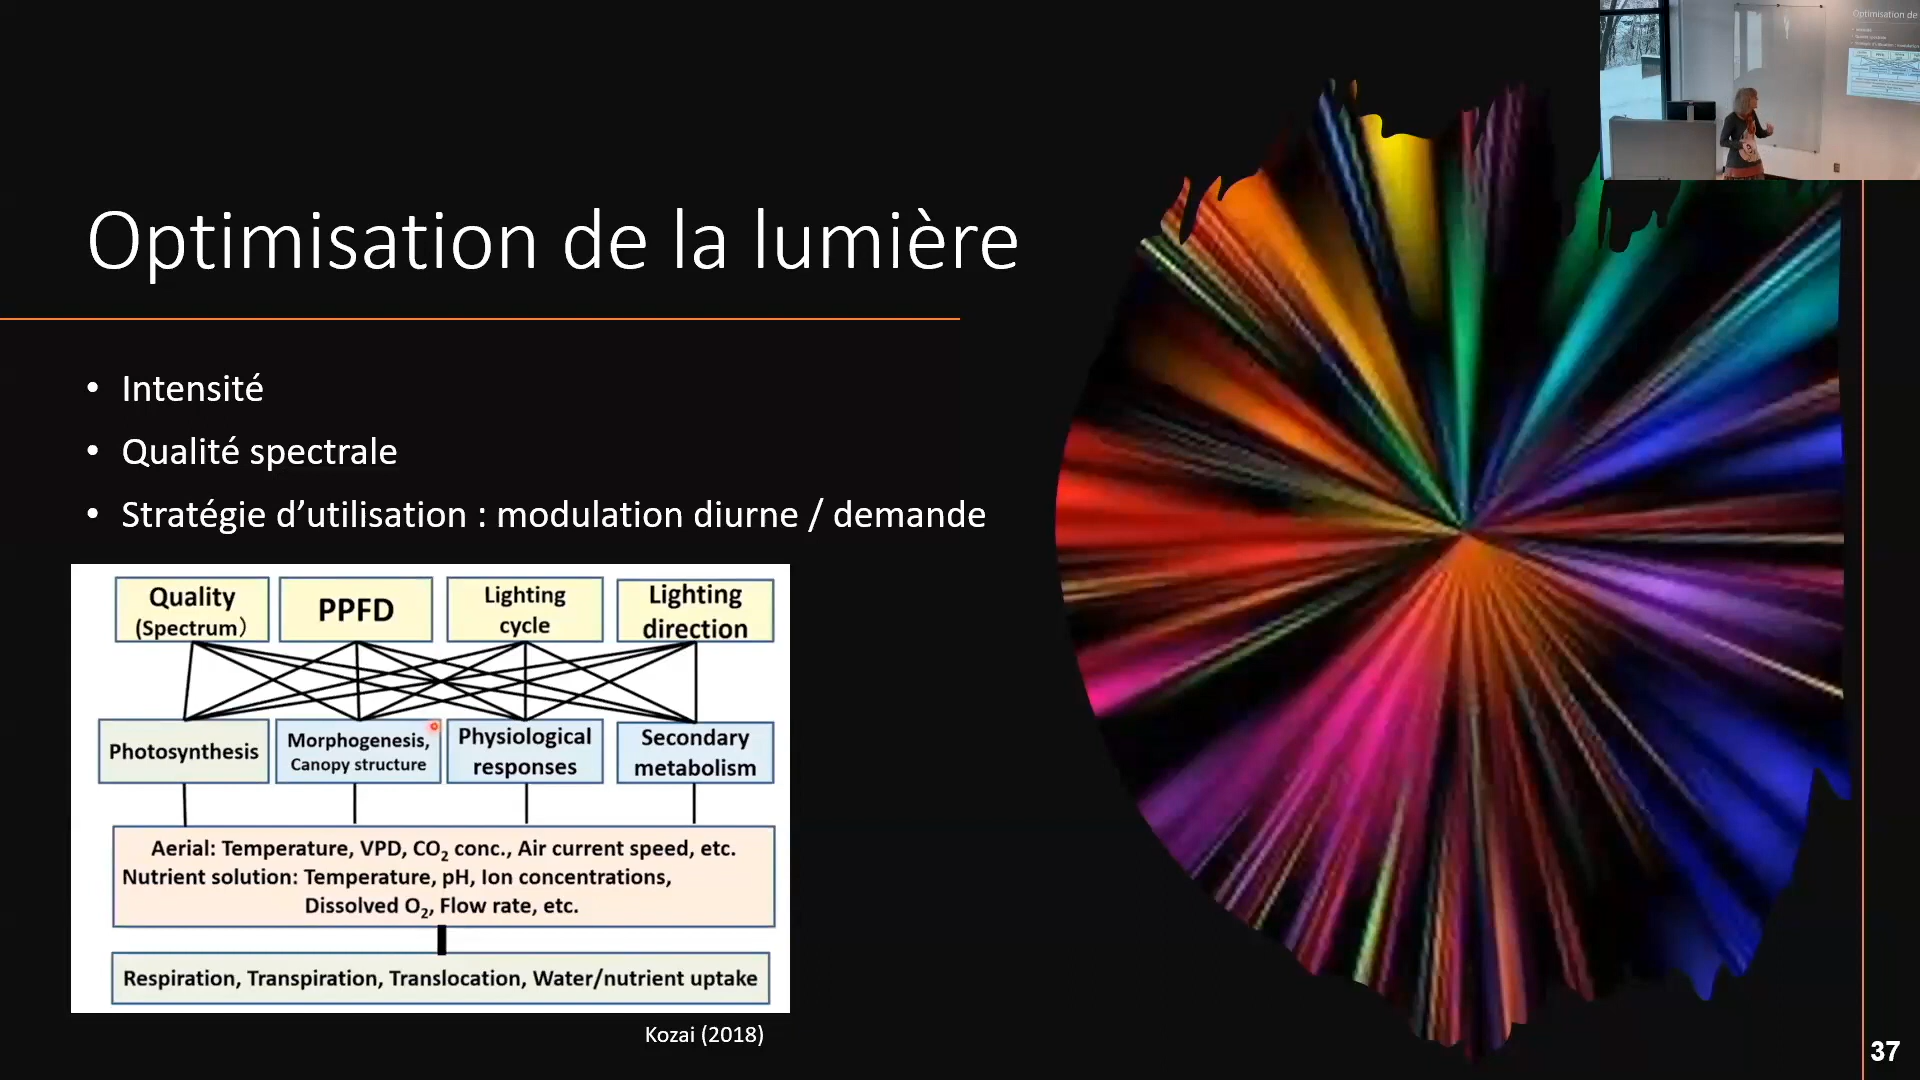 Optimisation de la lumière
• Intensité
• Qualité spectrale
• Stratégie d’utilisation : modulation diurne / demande
Quality
(Spectrum)
PPFD
Lighting
cycle
Lighting
direction
Photosynthesis
Morphogenesis,
Canopy structure
Physiological
responses
Secondary
metabolism
Aerial: Temperature, VPD, CO₂ conc., Air current speed, etc.
Nutrient solution: Temperature, pH, Ion concentrations,
Dissolved O₂, Flow rate, etc.
Respiration, Transpiration, Translocation, Water/nutrient uptake
Kozai (2018)
37
Optimisation de